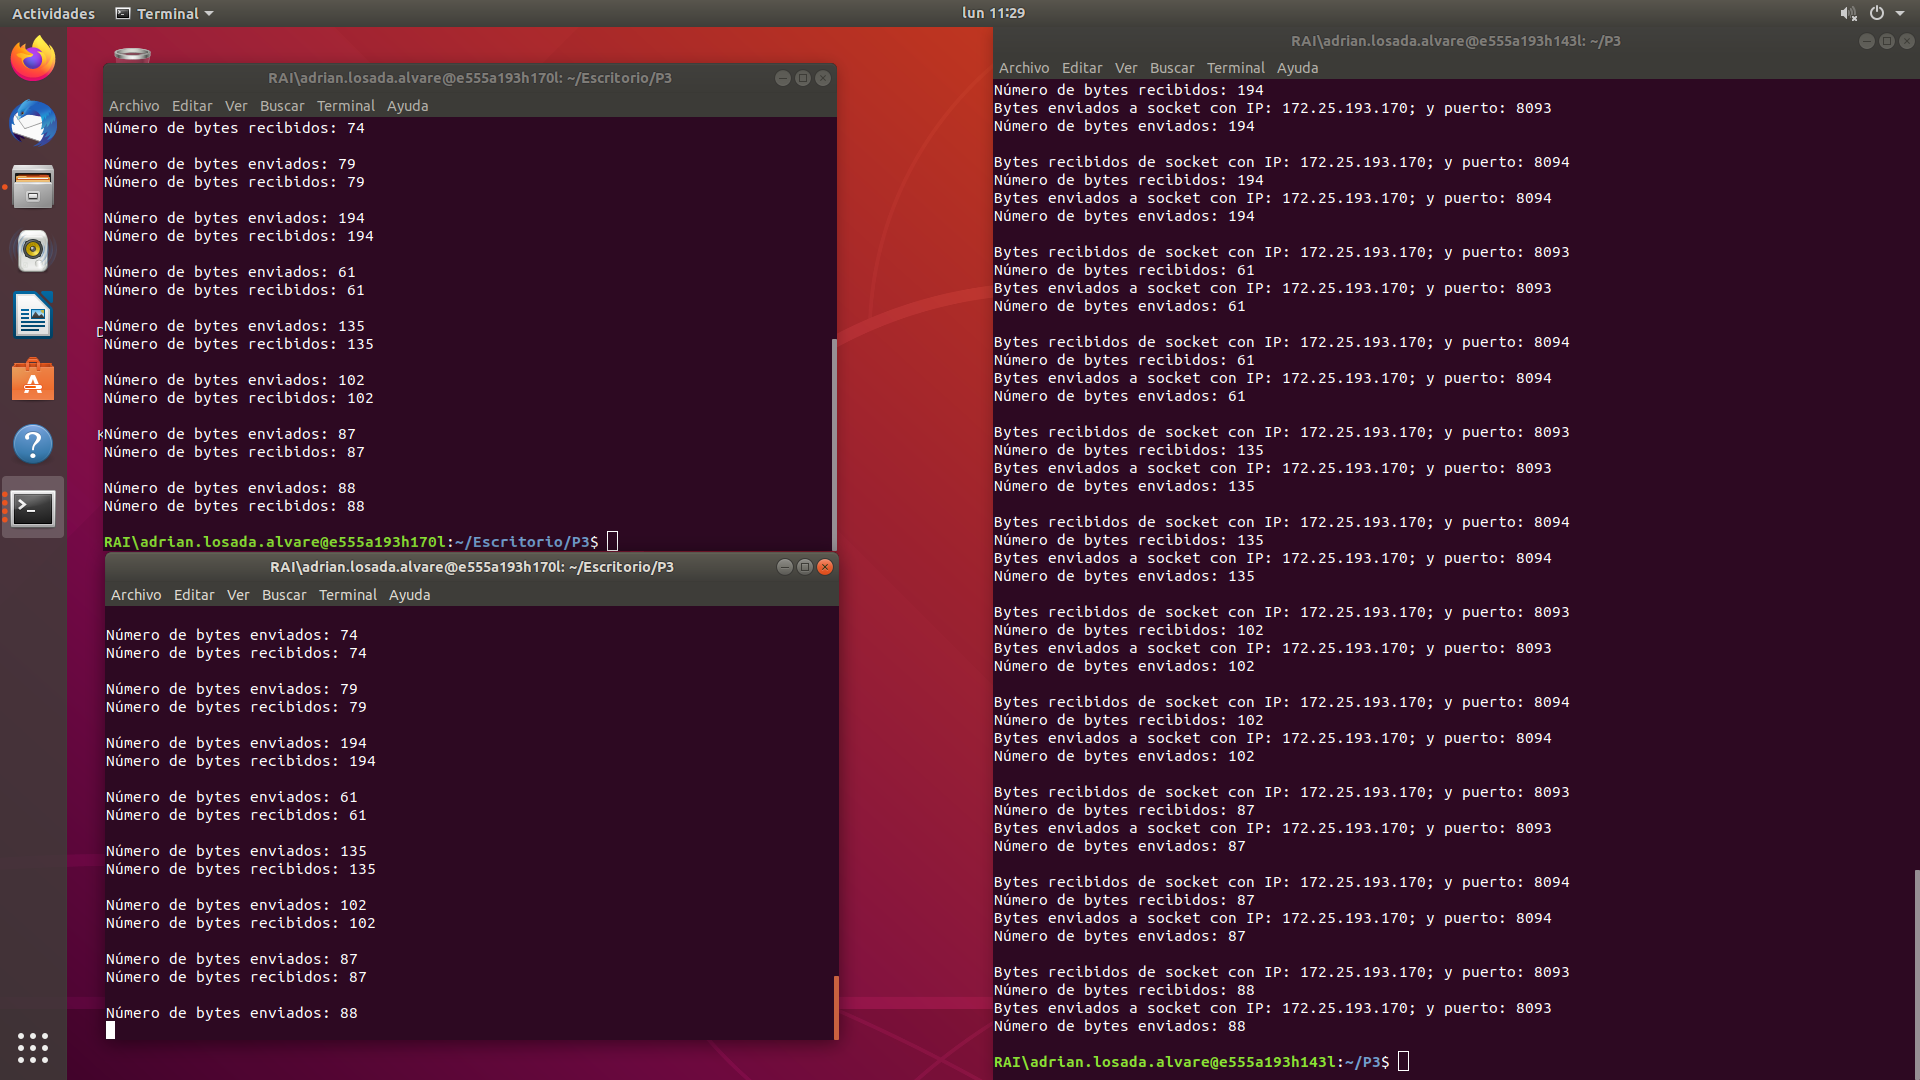 Actividades
Terminal
lun 11:29
RAI\adrian.losada.alvare@e555a193h170l: ~/Escritorio/P3
Archivo Editar Ver Buscar Terminal Ayuda
Número de bytes recibidos: 74
Número de bytes enviados: 79
Número de bytes recibidos: 79
Número de bytes enviados: 194
Número de bytes recibidos: 194
Número de bytes enviados: 61
Número de bytes recibidos: 61
Número de bytes enviados: 135
Número de bytes recibidos: 135
Número de bytes enviados: 102
Número de bytes recibidos: 102
Número de bytes enviados: 87
Número de bytes recibidos: 87
Número de bytes enviados: 88
Número de bytes recibidos: 88
RAI\adrian.losada.alvare@e555a193h170l:~/Escritorio/P3$
RAI\adrian.losada.alvare@e555a193h170l: ~/Escritorio/P3
Archivo Editar Ver Buscar Terminal Ayuda
Número de bytes enviados: 74
Número de bytes recibidos: 74
Número de bytes enviados: 79
Número de bytes recibidos: 79
Número de bytes enviados: 194
Número de bytes recibidos: 194
Número de bytes enviados: 61
Número de bytes recibidos: 61
Número de bytes enviados: 135
Número de bytes recibidos: 135
Número de bytes enviados: 102
Número de bytes recibidos: 102
Número de bytes enviados: 87
Número de bytes recibidos: 87
Número de bytes enviados: 88
RAI\adrian.losada.alvare@e555a193h143l: ~/P3
Archivo Editar Ver Buscar Terminal Ayuda
Número de bytes recibidos: 194
Bytes enviados a socket con IP: 172.25.193.170; y puerto: 8093
Número de bytes enviados: 194
Bytes recibidos de socket con IP: 172.25.193.170; y puerto: 8094
Número de bytes recibidos: 194
Bytes enviados a socket con IP: 172.25.193.170; y puerto: 8094
Número de bytes enviados: 194
Bytes recibidos de socket con IP: 172.25.193.170; y puerto: 8093
Número de bytes recibidos: 61
Bytes enviados a socket con IP: 172.25.193.170; y puerto: 8093
Número de bytes enviados: 61
Bytes recibidos de socket con IP: 172.25.193.170; y puerto: 8094
Número de bytes recibidos: 61
Bytes enviados a socket con IP: 172.25.193.170; y puerto: 8094
Número de bytes enviados: 61
Bytes recibidos de socket con IP: 172.25.193.170; y puerto: 8093
Número de bytes recibidos: 135
Bytes enviados a socket con IP: 172.25.193.170; y puerto: 8093
Número de bytes enviados: 135
Bytes recibidos de socket con IP: 172.25.193.170; y puerto: 8094
Número de bytes recibidos: 135
Bytes enviados a socket con IP: 172.25.193.170; y puerto: 8094
Número de bytes enviados: 135
Bytes recibidos de socket con IP: 172.25.193.170; y puerto: 8093
Número de bytes recibidos: 102
Bytes enviados a socket con IP: 172.25.193.170; y puerto: 8093
Número de bytes enviados: 102
Bytes recibidos de socket con IP: 172.25.193.170; y puerto: 8094
Número de bytes recibidos: 102
Bytes enviados a socket con IP: 172.25.193.170; y puerto: 8094
Número de bytes enviados: 102
Bytes recibidos de socket con IP: 172.25.193.170; y puerto: 8093
Número de bytes recibidos: 87
Bytes enviados a socket con IP: 172.25.193.170; y puerto: 8093
Número de bytes enviados: 87
Bytes recibidos de socket con IP: 172.25.193.170; y puerto: 8094
Número de bytes recibidos: 87
Bytes enviados a socket con IP: 172.25.193.170; y puerto: 8094
Número de bytes enviados: 87
Bytes recibidos de socket con IP: 172.25.193.170; y puerto: 8093
Número de bytes recibidos: 88
Bytes enviados a socket con IP: 172.25.193.170; y puerto: 8093
Número de bytes enviados: 88
RAI\adrian.losada.alvare@e555a193h143l:~/P3$